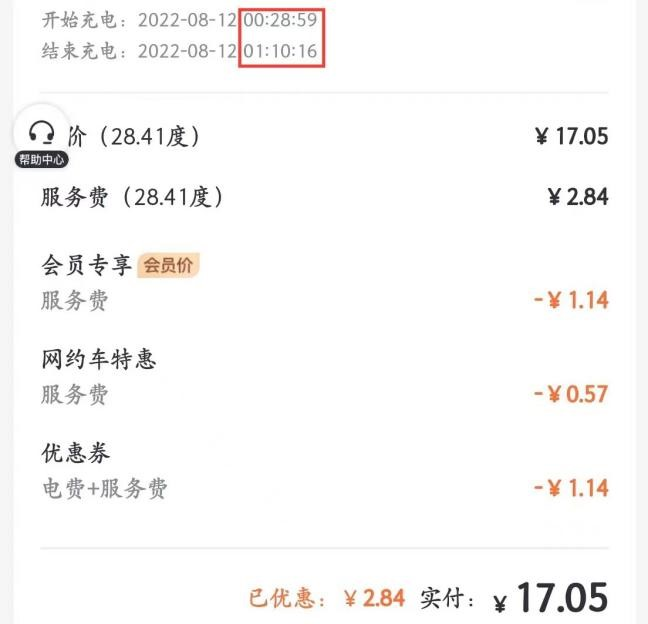 开始充电：2022-08-12 00:28:59
结束充电：2022-08-12 01:10:16
价（28.41度） ¥ 17.05
帮助中心
服务费（28.41度） ¥ 2.84
会员专享 会员价
服务费 -¥ 1.14
网约车特惠
服务费 -¥ 0.57
优惠券
电费+服务费 -¥ 1.14
已优惠：¥ 2.84 实付：¥ 17.05